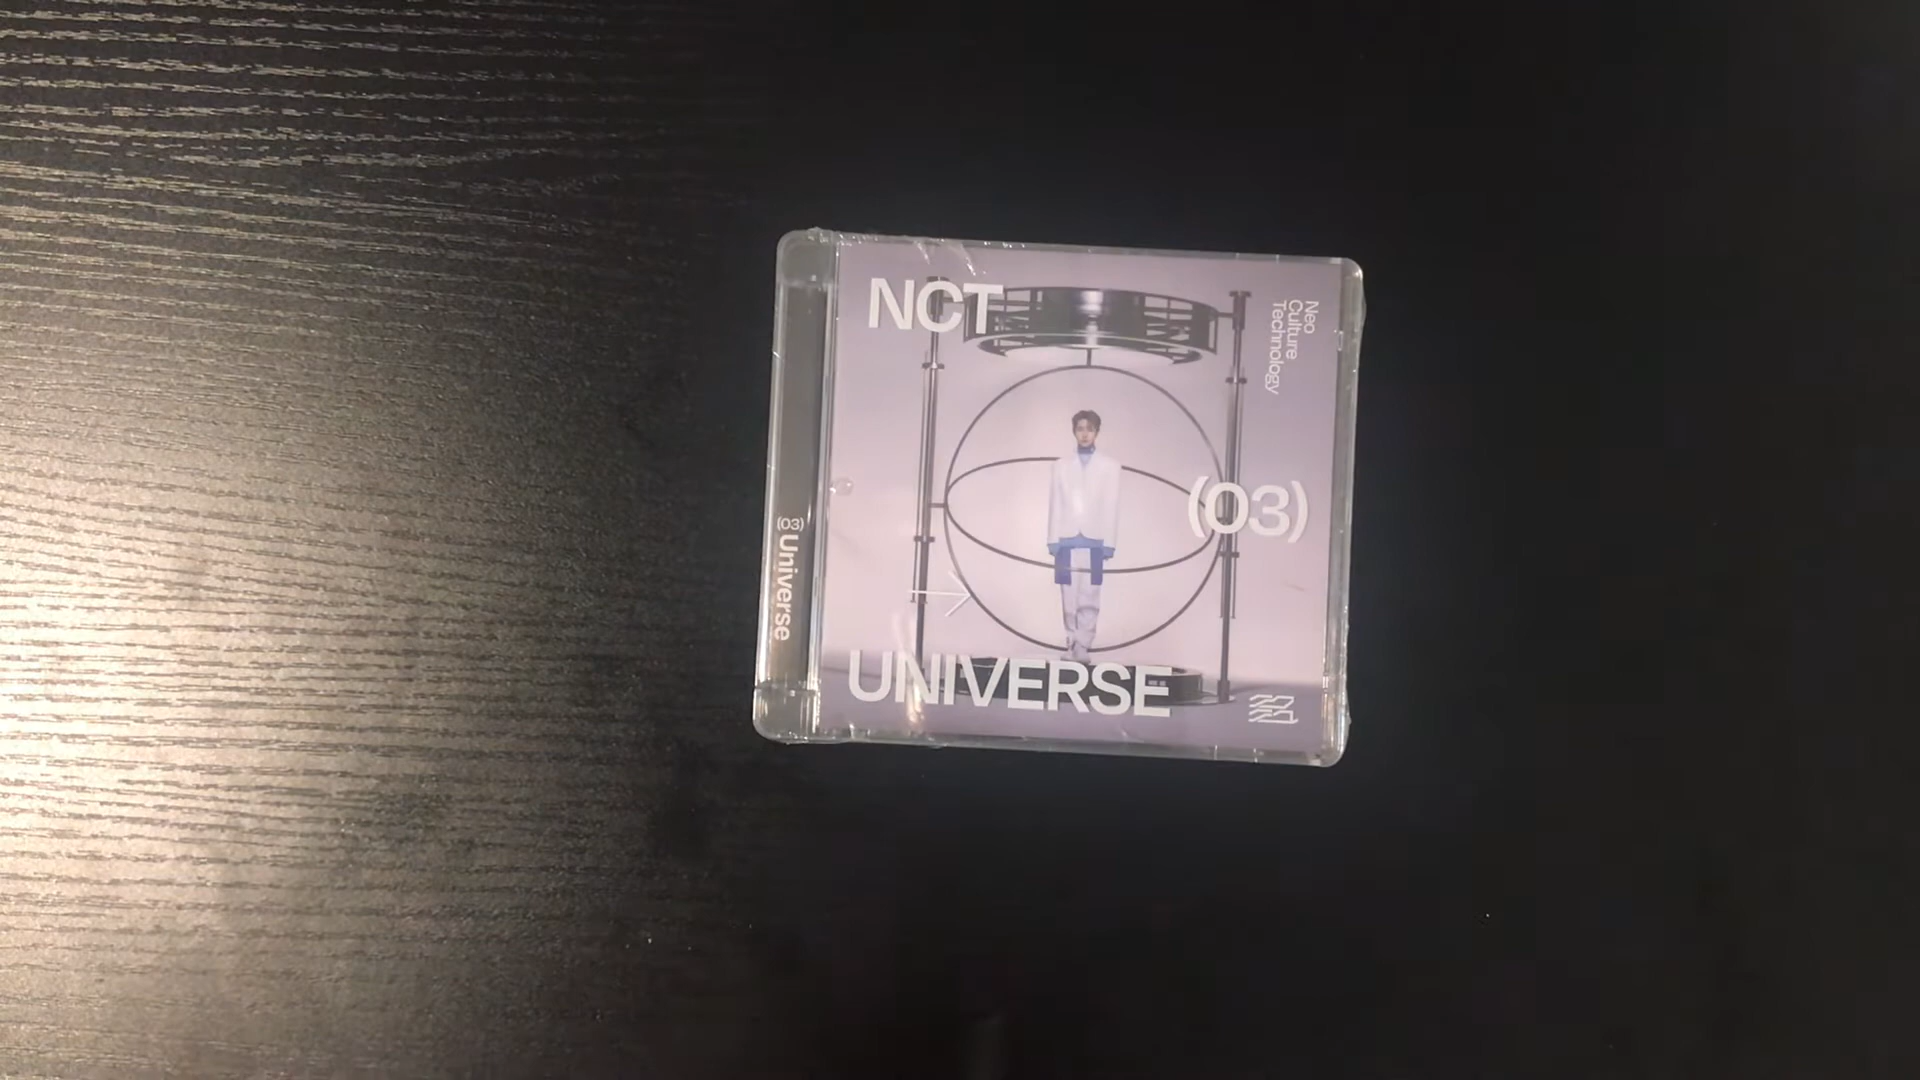 NCT
Neo
Culture
Technology
(03)
UNIVERSE
(03) Universe